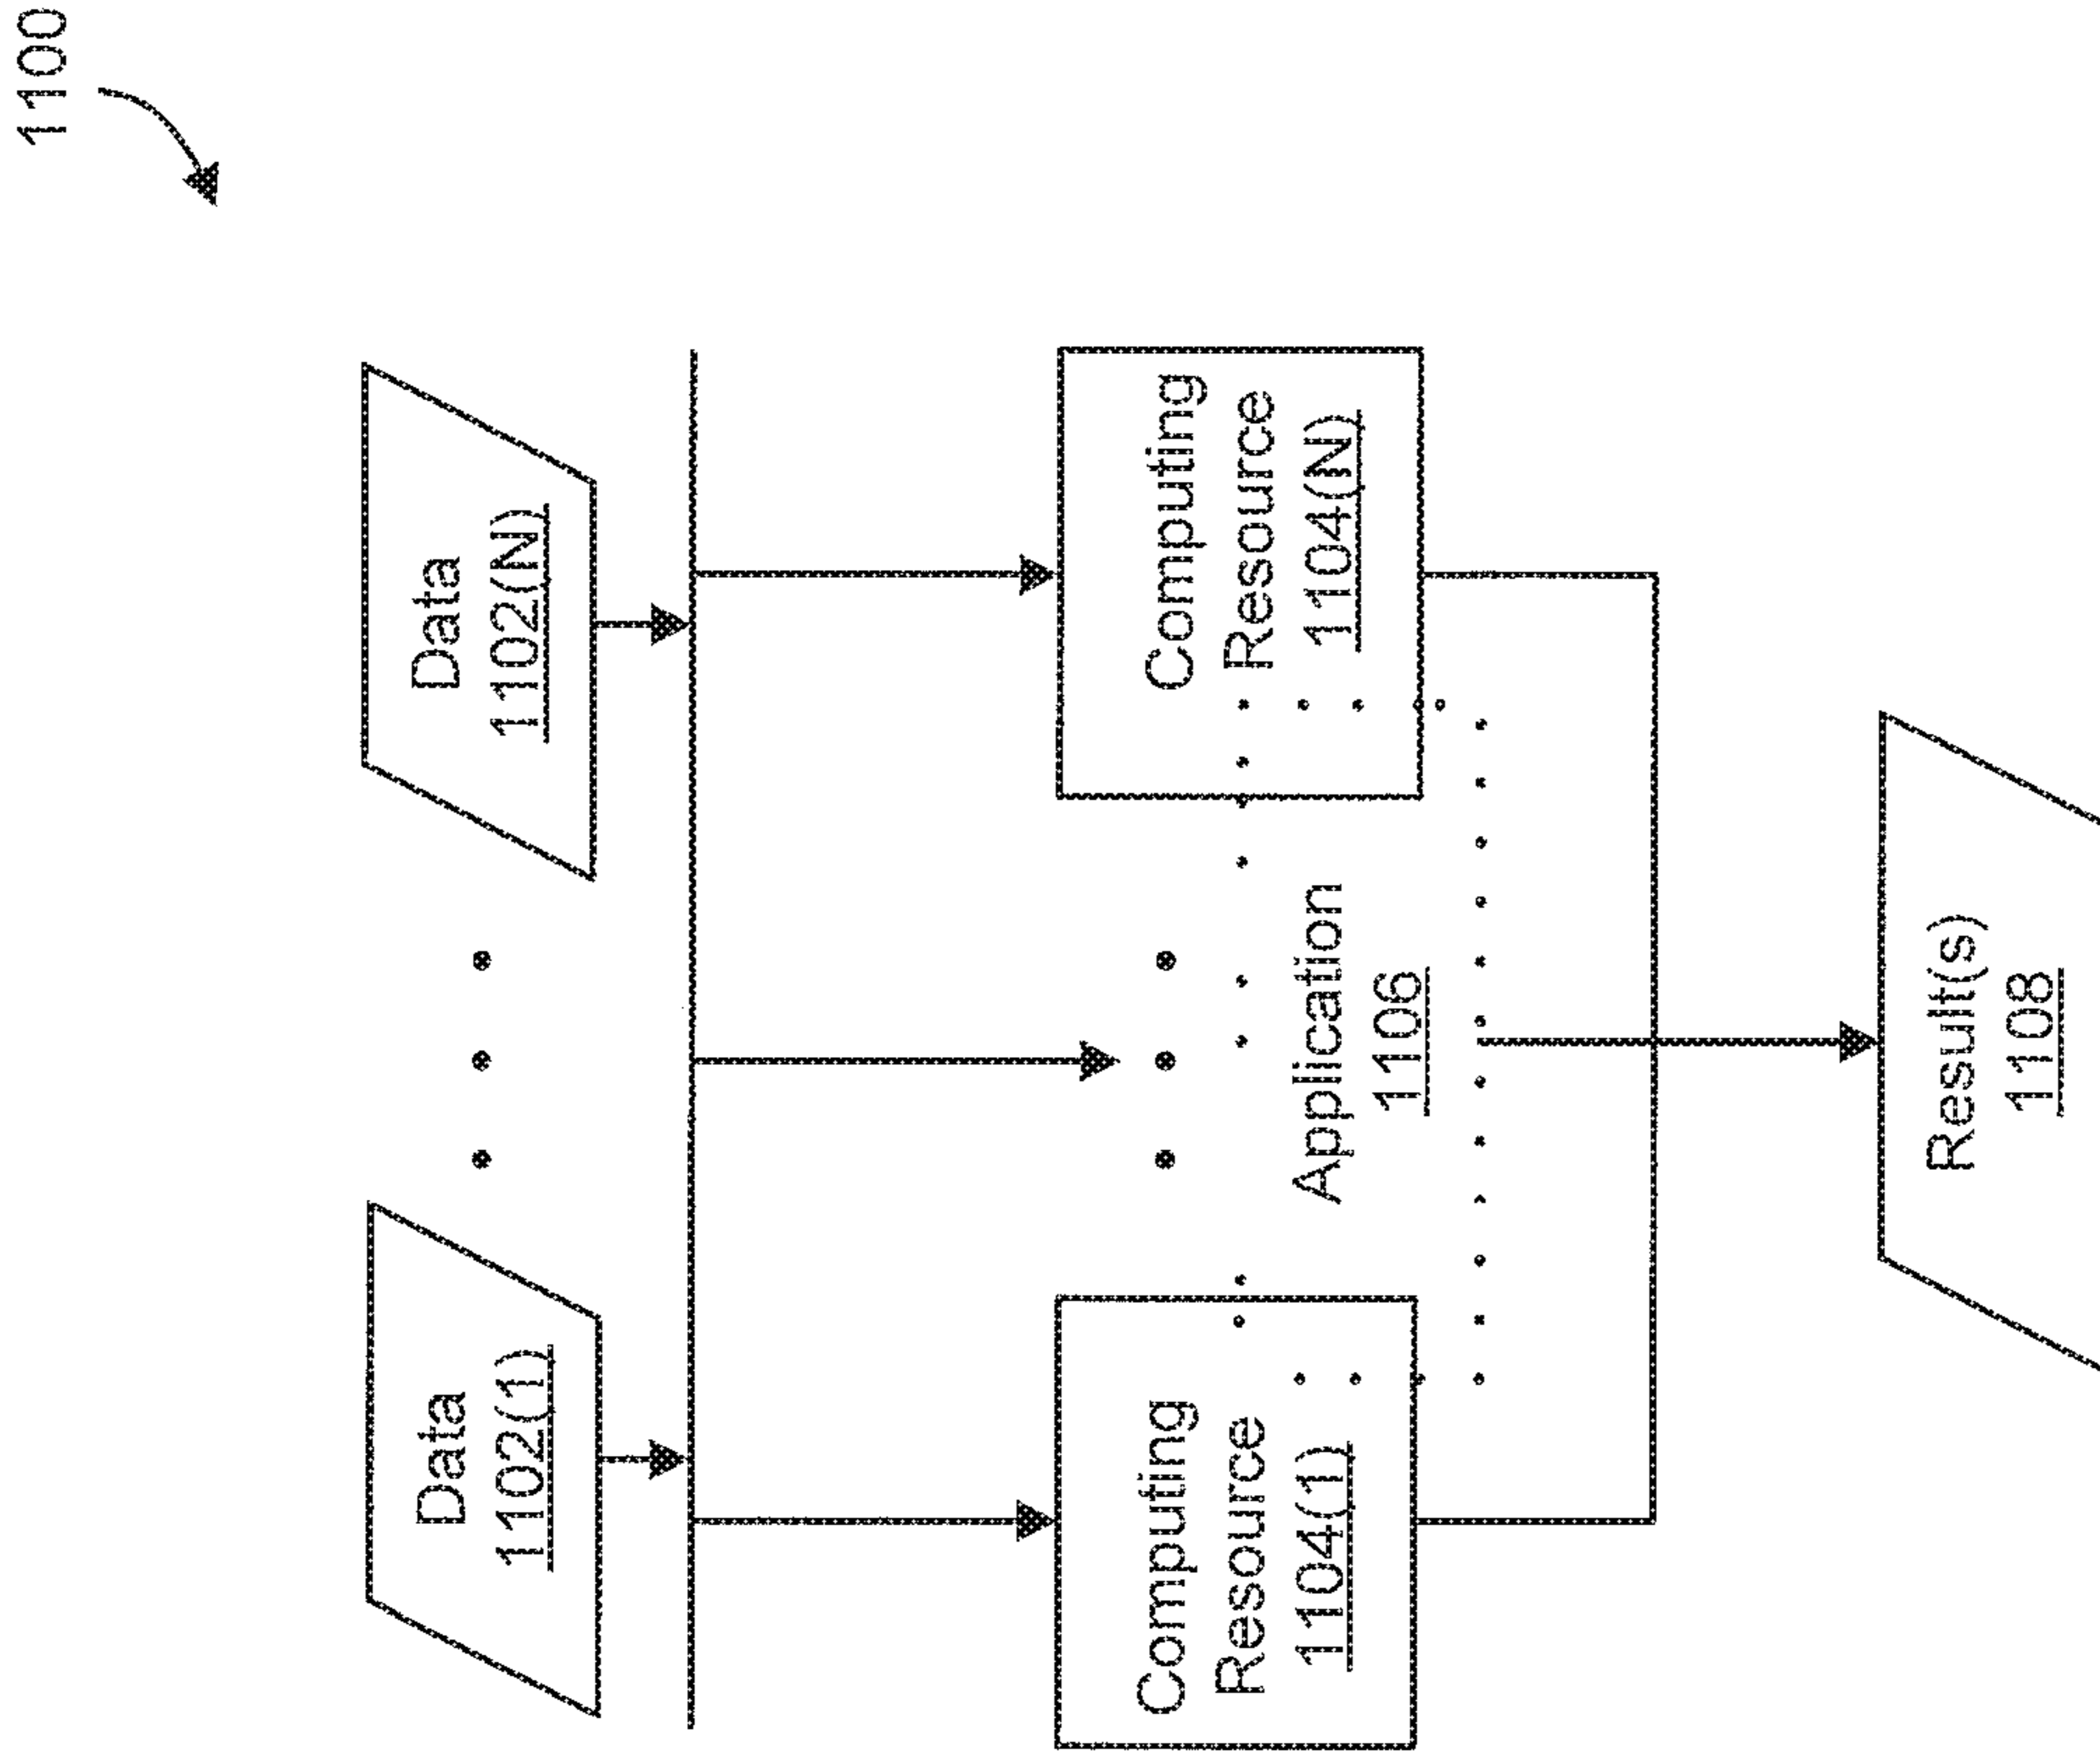 1100
Data
1102(1)
Data
1102(N)
Computing
Resource
1104(1)
Computing
Resource
1104(N)
Application
1106
Result(s)
1108